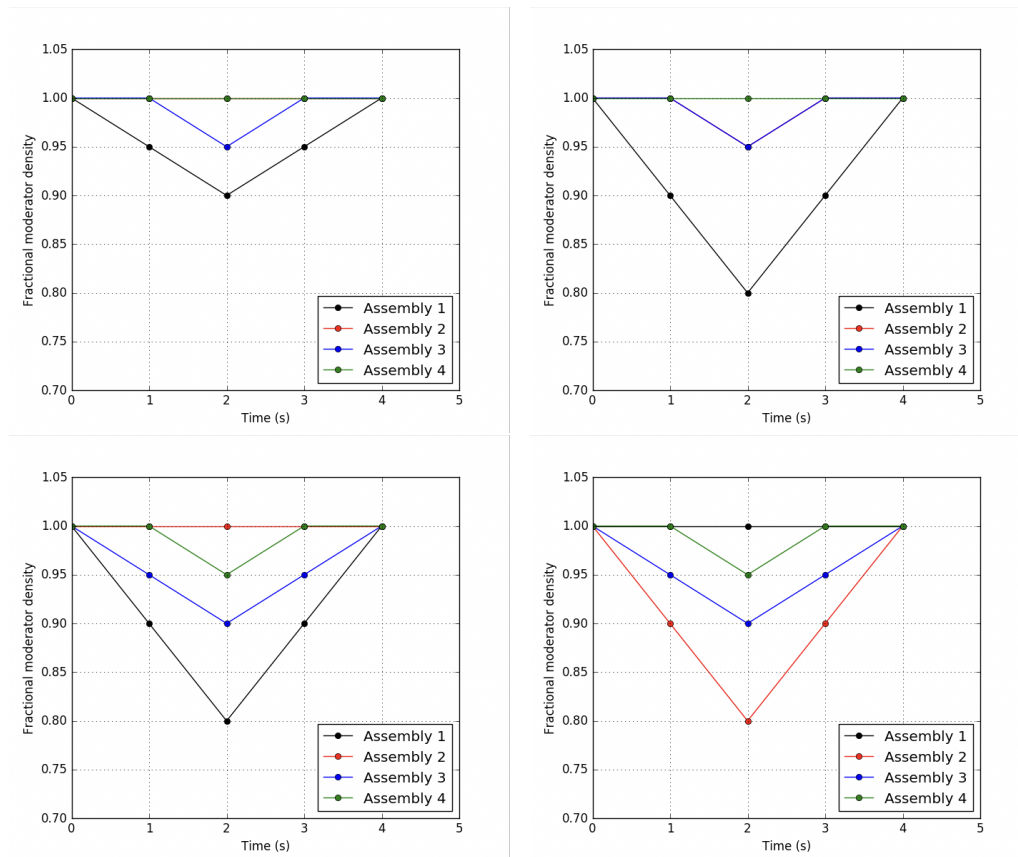 1.05
1.00
0.95
0.90
0.85
0.80
0.75
0.70
Fractional moderator density
0 1 2 3 4 5
Time (s)
Assembly 1
Assembly 2
Assembly 3
Assembly 4
1.05
1.00
0.95
0.90
0.85
0.80
0.75
0.70
Fractional moderator density
0 1 2 3 4 5
Time (s)
Assembly 1
Assembly 2
Assembly 3
Assembly 4
1.05
1.00
0.95
0.90
0.85
0.80
0.75
0.70
Fractional moderator density
0 1 2 3 4 5
Time (s)
Assembly 1
Assembly 2
Assembly 3
Assembly 4
1.05
1.00
0.95
0.90
0.85
0.80
0.75
0.70
Fractional moderator density
0 1 2 3 4 5
Time (s)
Assembly 1
Assembly 2
Assembly 3
Assembly 4